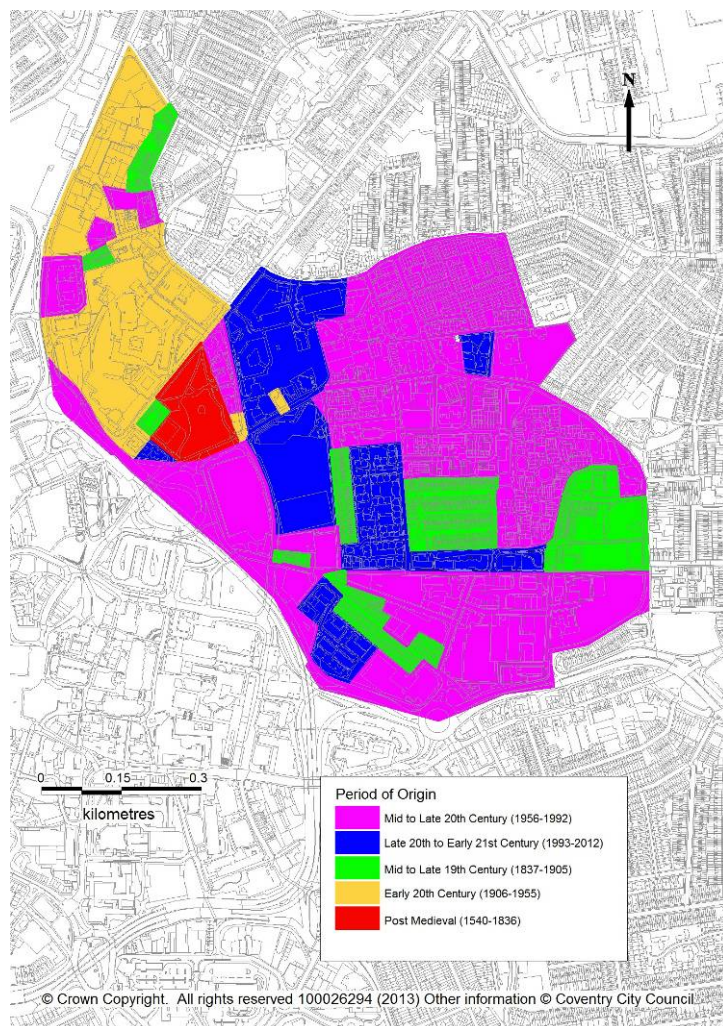 N
0 0.15 0.3
kilometres
Period of Origin
Mid to Late 20th Century (1956-1992)
Late 20th to Early 21st Century (1993-2012)
Mid to Late 19th Century (1837-1905)
Early 20th Century (1906-1955)
Post Medieval (1540-1836)
© Crown Copyright. All rights reserved 100026294 (2013) Other information © Coventry City Council